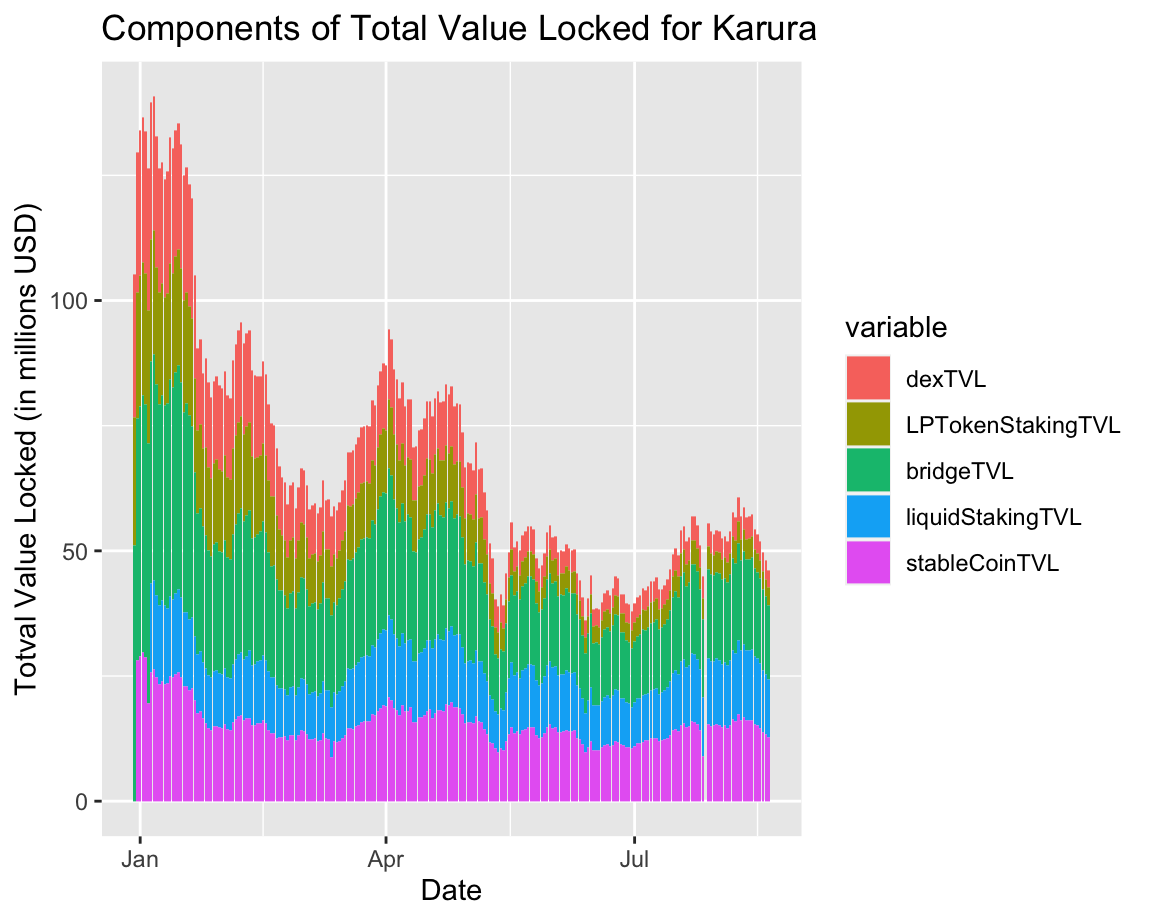 Components of Total Value Locked for Karura
Totval Value Locked (in millions USD)
100
50
0
Jan
Apr
Jul
Date
variable
dexTVL
LPTokenStakingTVL
bridgeTVL
liquidStakingTVL
stableCoinTVL